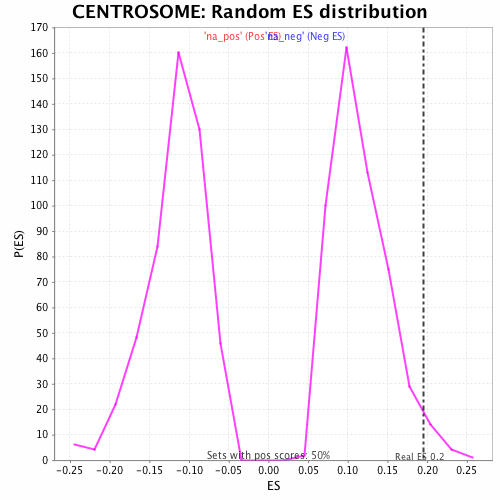 CENTROSOME: Random ES distribution
'na_pos' (Pos ES) 'na_neg' (Neg ES)
170
160
150
140
130
120
110
100
90
80
70
60
50
40
30
20
10
0
P(ES)
Sets with pos scores: 50%
Real ES 0.2
-0.25 -0.20 -0.15 -0.10 -0.05 0.00 0.05 0.10 0.15 0.20 0.25
ES